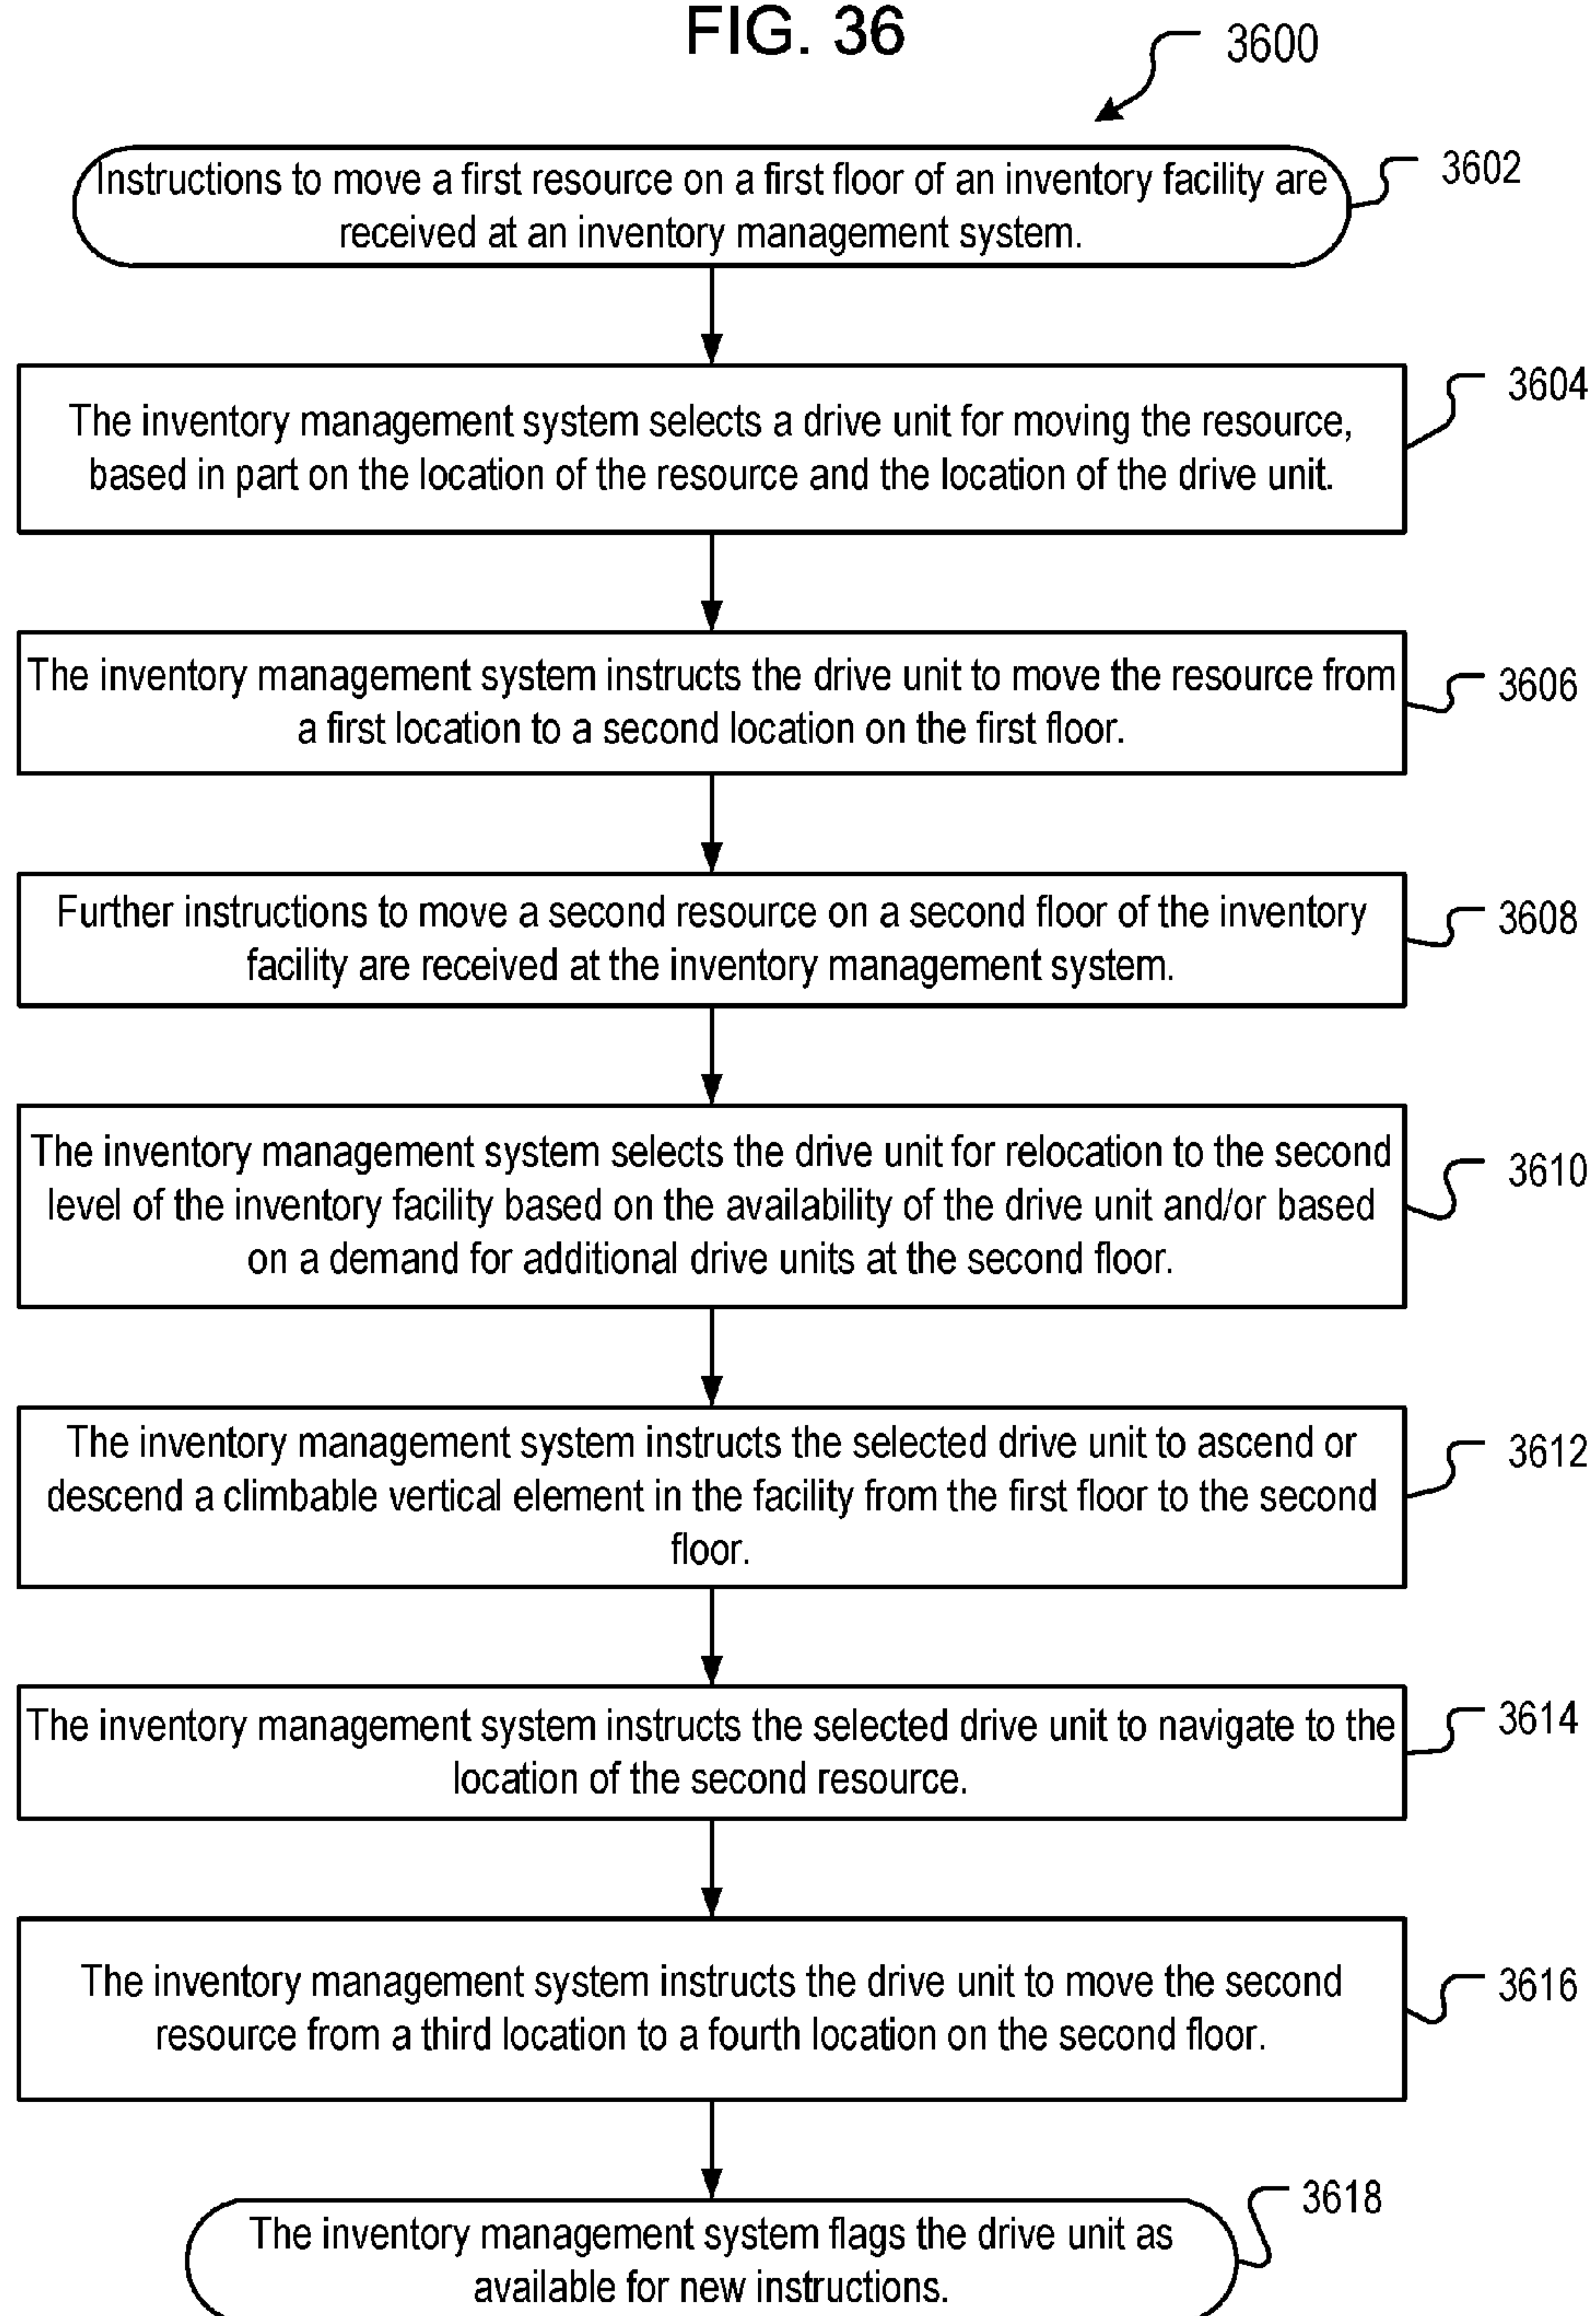 FIG. 36
3600
Instructions to move a first resource on a first floor of an inventory facility are
received at an inventory management system.
3602
The inventory management system selects a drive unit for moving the resource,
based in part on the location of the resource and the location of the drive unit.
3604
The inventory management system instructs the drive unit to move the resource from
a first location to a second location on the first floor.
3606
Further instructions to move a second resource on a second floor of the inventory
facility are received at the inventory management system.
3608
The inventory management system selects the drive unit for relocation to the second
level of the inventory facility based on the availability of the drive unit and/or based
on a demand for additional drive units at the second floor.
3610
The inventory management system instructs the selected drive unit to ascend or
descend a climbable vertical element in the facility from the first floor to the second
floor.
3612
The inventory management system instructs the selected drive unit to navigate to the
location of the second resource.
3614
The inventory management system instructs the drive unit to move the second
resource from a third location to a fourth location on the second floor.
3616
The inventory management system flags the drive unit as
available for new instructions.
3618